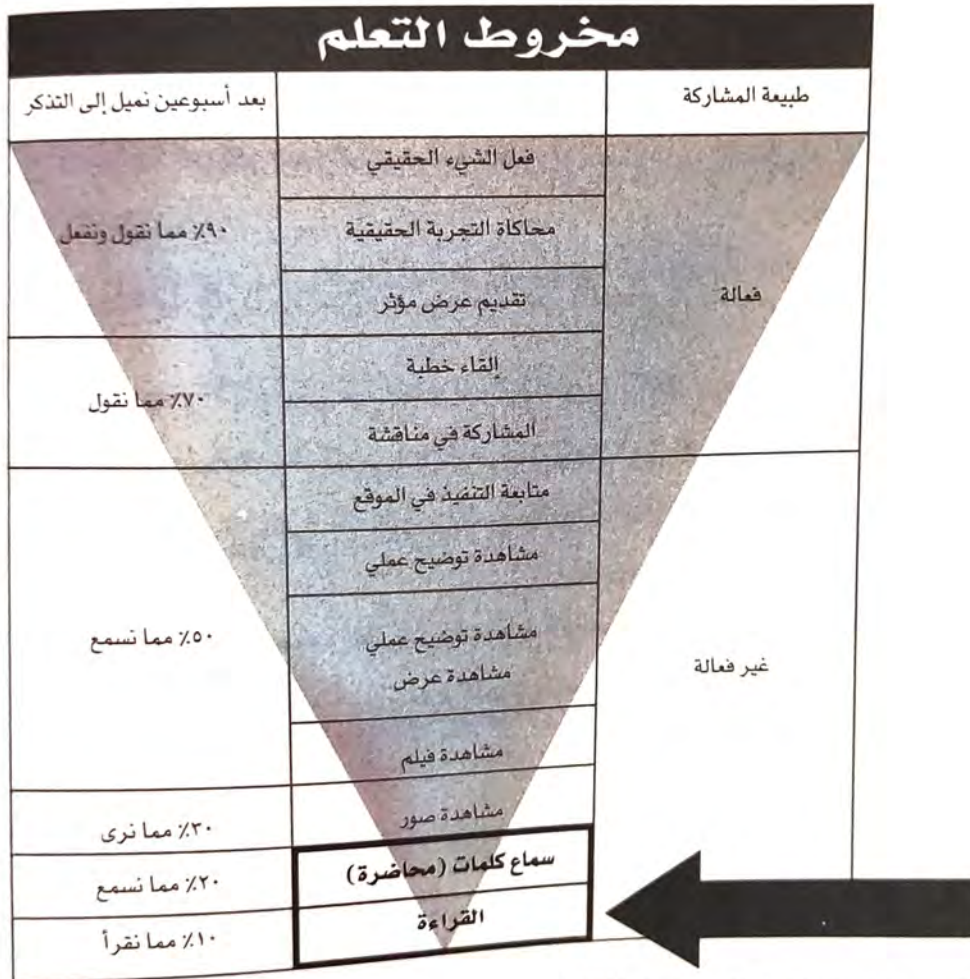 مخروط التعلم
طبيعة المشاركة
بعد أسبوعين نميل إلى التذكر
فعالة
فعل الشيء الحقيقي
محاكاة التجربة الحقيقية
تقديم عرض مؤثر
٩٠٪ مما نقول ونفعل
إلقاء خطبة
المشاركة في مناقشة
٧٠٪ مما نقول
غير فعالة
متابعة التنفيذ في الموقع
مشاهدة توضيح عملي
مشاهدة توضيح عملي
مشاهدة عرض
مشاهدة فيلم
٥٠٪ مما نسمع
مشاهدة صور
٣٠٪ مما نرى
سماع كلمات (محاضرة)
٢٠٪ مما نسمع
القراءة
١٠٪ مما نقرأ